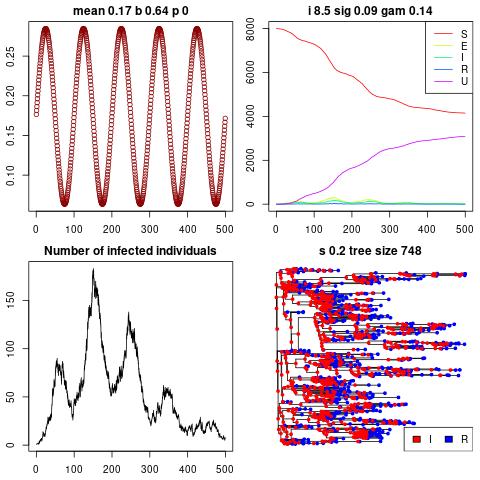 mean 0.17 b 0.64 p 0
0.10 0.15 0.20 0.25
0 100 200 300 400 500
i 8.5 sig 0.09 gam 0.14
0 2000 4000 6000 8000
0 100 200 300 400 500
S
E
I
R
U
Number of infected individuals
0 50 100 150
0 100 200 300 400 500
s 0.2 tree size 748
I R